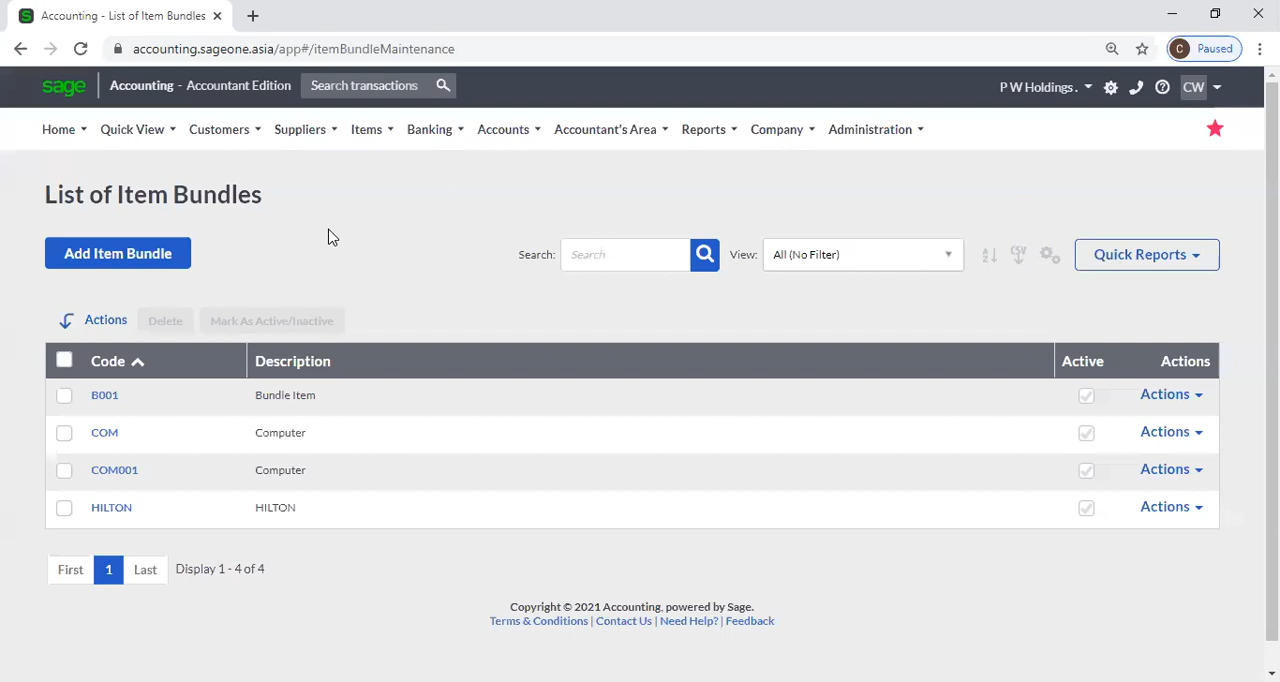 Accounting - List of Item Bundles
accounting.sageone.asia/app#/itemBundleMaintenance
C Paused
sage Accounting - Accountant Edition Search transactions P W Holdings . CW
Home Quick View Customers Suppliers Items Banking Accounts Accountant's Area Reports Company Administration
List of Item Bundles
Add Item Bundle Search: Search View: All (No Filter) CSV Quick Reports
Actions Delete Mark As Active/Inactive
Code Description Active Actions
B001 Bundle Item Actions
COM Computer Actions
COM001 Computer Actions
HILTON HILTON Actions
First 1 Last Display 1 - 4 of 4
Copyright © 2021 Accounting, powered by Sage.
Terms & Conditions | Contact Us | Need Help? | Feedback